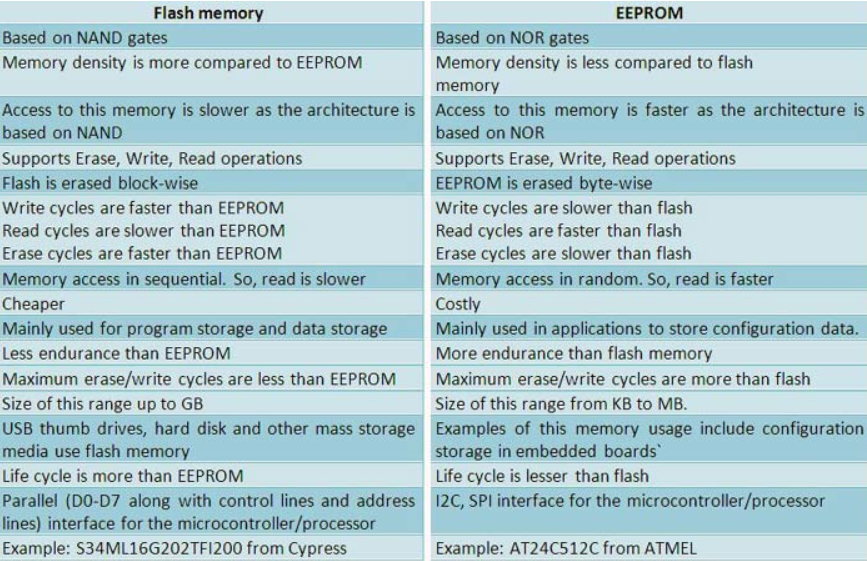 Flash memory
EEPROM
Based on NAND gates
Based on NOR gates
Memory density is more compared to EEPROM
Memory density is less compared to flash
memory
Access to this memory is slower as the architecture is
based on NAND
Access to this memory is faster as the architecture is
based on NOR
Supports Erase, Write, Read operations
Supports Erase, Write, Read operations
Flash is erased block-wise
EEPROM is erased byte-wise
Write cycles are faster than EEPROM
Read cycles are slower than EEPROM
Erase cycles are faster than EEPROM
Write cycles are slower than flash
Read cycles are faster than flash
Erase cycles are slower than flash
Memory access in sequential. So, read is slower
Memory access in random. So, read is faster
Cheaper
Costly
Mainly used for program storage and data storage
Mainly used in applications to store configuration data.
Less endurance than EEPROM
More endurance than flash memory
Maximum erase/write cycles are less than EEPROM
Maximum erase/write cycles are more than flash
Size of this range up to GB
Size of this range from KB to MB.
USB thumb drives, hard disk and other mass storage
media use flash memory
Examples of this memory usage include configuration
storage in embedded boards`
Life cycle is more than EEPROM
Life cycle is lesser than flash
Parallel (D0-D7 along with control lines and address
lines) interface for the microcontroller/processor
I2C, SPI interface for the microcontroller/processor
Example: S34ML16G202TFI200 from Cypress
Example: AT24C512C from ATMEL